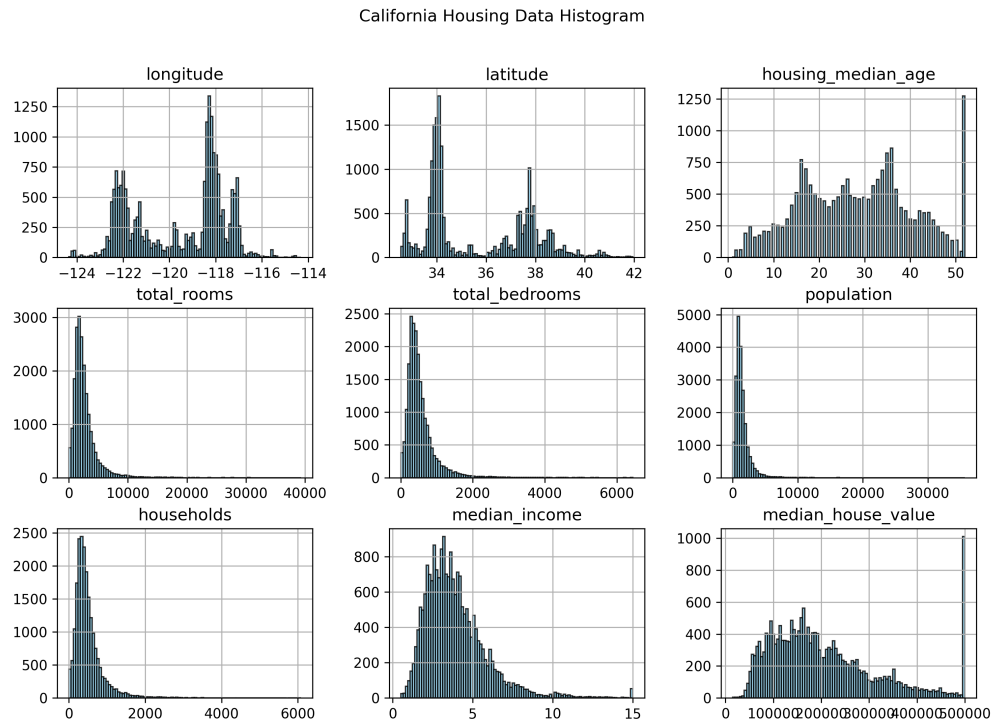 California Housing Data Histogram
longitude latitude housing_median_age
1250 1000 750 500 250 0
−124 −122 −120 −118 −116 −114
1500 1000 500 0
34 36 38 40 42
1250 1000 750 500 250 0
0 10 20 30 40 50
total_rooms total_bedrooms population
3000 2000 1000 0
0 10000 20000 30000 40000
2500 2000 1500 1000 500 0
0 2000 4000 6000
5000 4000 3000 2000 1000 0
0 10000 20000 30000
households median_income median_house_value
2500 2000 1500 1000 500 0
0 2000 4000 6000
800 600 400 200 0
0 5 10 15
1000 800 600 400 200 0
0 100000 200000 300000 400000 500000